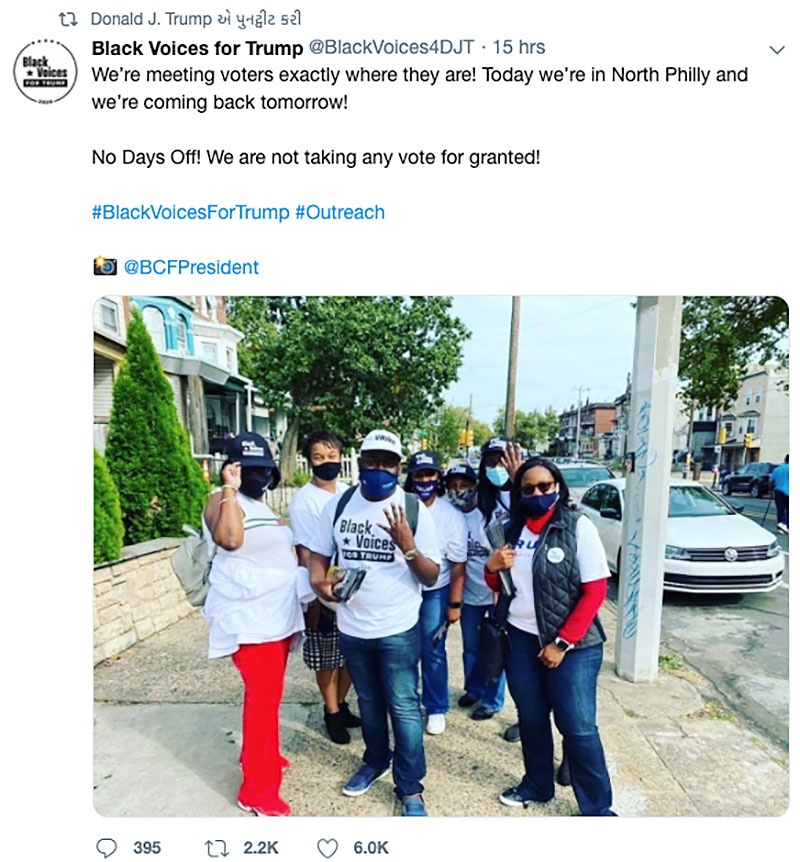 Donald J. Trump એ પુનટ્વીટ કરી
Black Voices for Trump @BlackVoices4DJT · 15 hrs
Black
★ Voices
FOR TRUMP
We're meeting voters exactly where they are! Today we're in North Philly and
we're coming back tomorrow!
No Days Off! We are not taking any vote for granted!
#BlackVoicesForTrump #Outreach
@BCFPresident
Black
★ Voices
FOR TRUMP
395 2.2K 6.0K